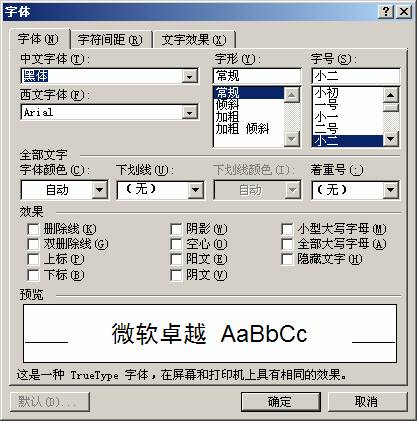 字体
字体(N) 字符间距(R) 文字效果(X)
中文字体(T): 字形(Y): 字号(S):
黑体 常规 小二
西文字体(F): 常规 小初
Arial 倾斜 一号
加粗 小一
加粗 倾斜 二号
小二
全部文字
字体颜色(C): 下划线(U): 下划线颜色(I): 着重号(:)
自动 (无) 自动 (无)
效果
删除线(K) 阴影(W) 小型大写字母(M)
双删除线(G) 空心(O) 全部大写字母(A)
上标(P) 阳文(E) 隐藏文字(H)
下标(B) 阴文(V)
预览
微软卓越 AaBbCc
这是一种 TrueType 字体，在屏幕和打印机上具有相同的效果。
默认(D)... 确定 取消